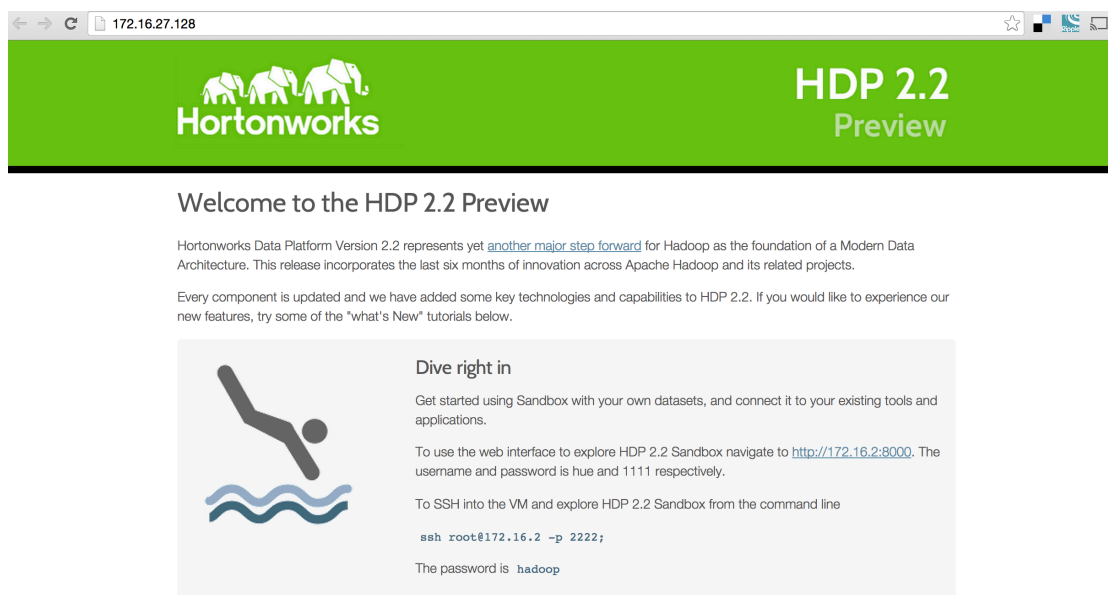 172.16.27.128
Hortonworks
HDP 2.2
Preview
Welcome to the HDP 2.2 Preview
Hortonworks Data Platform Version 2.2 represents yet another major step forward for Hadoop as the foundation of a Modern Data
Architecture. This release incorporates the last six months of innovation across Apache Hadoop and its related projects.
Every component is updated and we have added some key technologies and capabilities to HDP 2.2. If you would like to experience our
new features, try some of the "what's New" tutorials below.
Dive right in
Get started using Sandbox with your own datasets, and connect it to your existing tools and
applications.
To use the web interface to explore HDP 2.2 Sandbox navigate to http://172.16.2:8000. The
username and password is hue and 1111 respectively.
To SSH into the VM and explore HDP 2.2 Sandbox from the command line
ssh root@172.16.2 -p 2222;
The password is hadoop